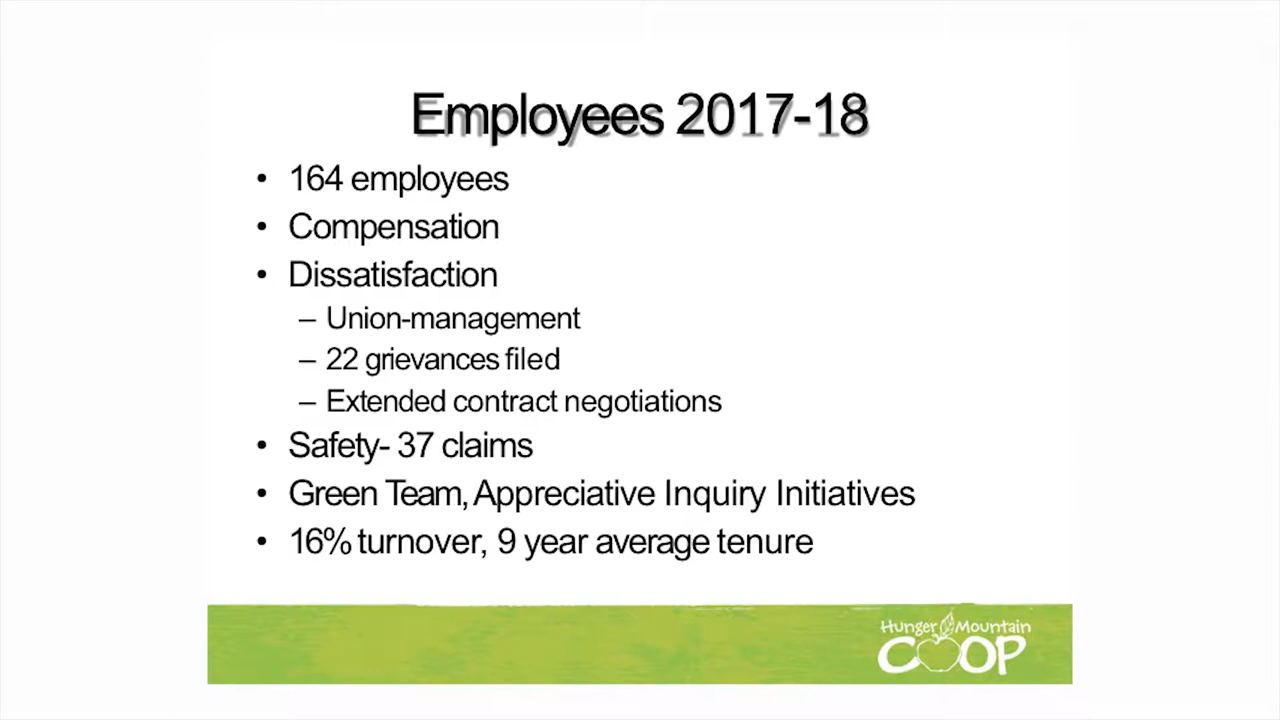 Employees 2017-18
• 164 employees
• Compensation
• Dissatisfaction
– Union-management
– 22 grievances filed
– Extended contract negotiations
• Safety- 37 claims
• Green Team, Appreciative Inquiry Initiatives
• 16% turnover, 9 year average tenure
Hunger Mountain
COOP